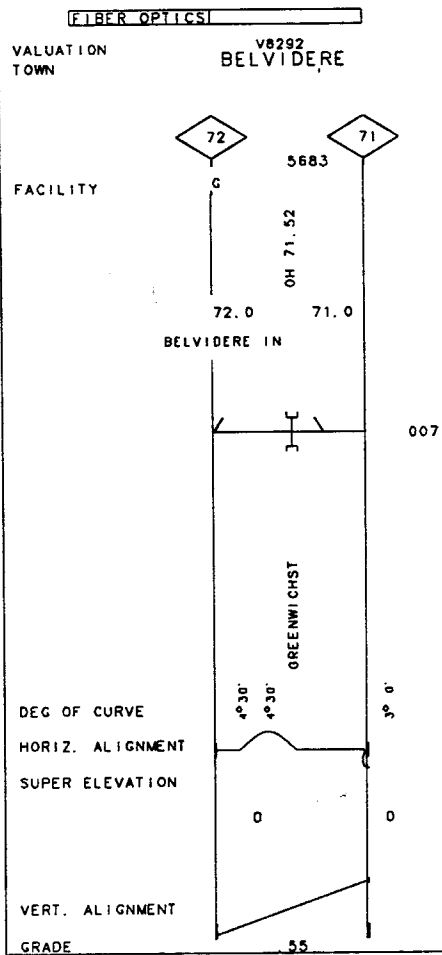 FIBER OPTICS
VALUATION V8292
TOWN BELVIDERE
72 71
5683
FACILITY G
OH 71.52
72.0 71.0
BELVIDERE IN
007
GREENWICHST
DEG OF CURVE 4°30' 4°30' 3°0'
HORIZ. ALIGNMENT
SUPER ELEVATION
0 0
VERT. ALIGNMENT
GRADE .55